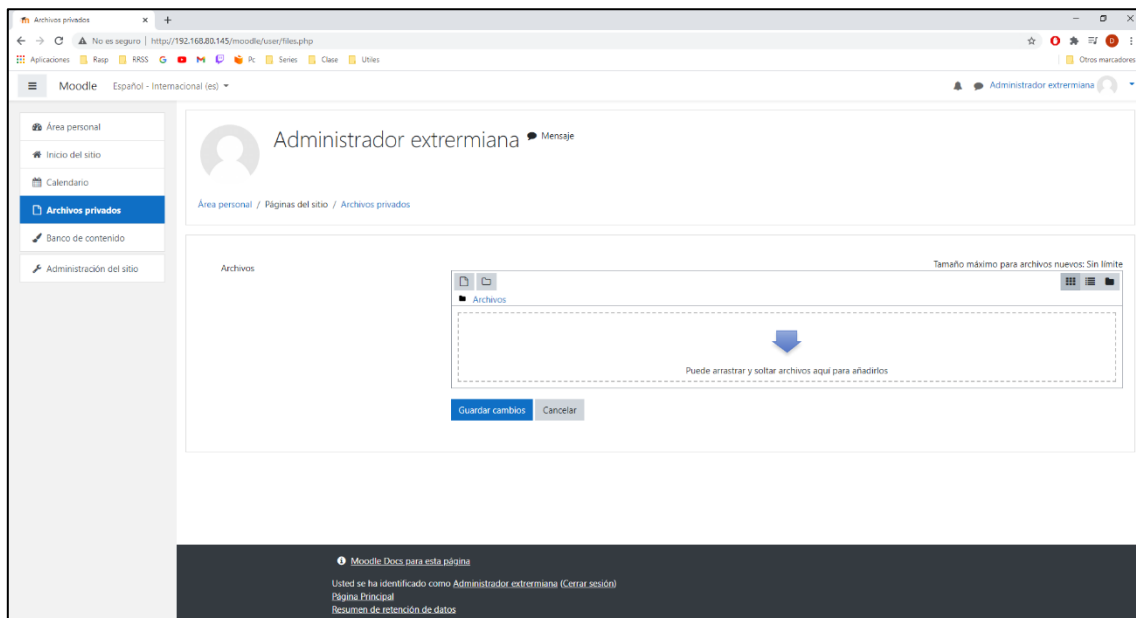 Archivos privados
No es seguro | http://192.168.80.145/moodle/user/files.php
Aplicaciones Rasp RRSS Pc Series Clase Utiles Otros marcadores
Moodle Español - Internacional (es) Administrador extrermiana
Área personal
Inicio del sitio
Calendario
Archivos privados
Banco de contenido
Administración del sitio
Administrador extrermiana Mensaje
Área personal / Páginas del sitio / Archivos privados
Archivos
Tamaño máximo para archivos nuevos: Sin límite
Archivos
Puede arrastrar y soltar archivos aquí para añadirlos
Guardar cambios Cancelar
Moodle Docs para esta página
Usted se ha identificado como Administrador extrermiana (Cerrar sesión)
Página Principal
Resumen de retención de datos